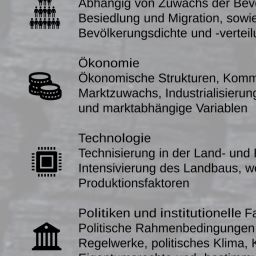 Abhängig von Zuwachs der Bev
Besiedlung und Migration, sowie
Bevölkerungsdichte und -verteilu
Ökonomie
Ökonomische Strukturen, Komm
Marktzuwachs, Industrialisierung
und marktabhängige Variablen
Technologie
Technisierung in der Land- und
Intensivierung des Landbaus, we
Produktionsfaktoren
Politiken und institutionelle Fa
Politische Rahmenbedingungen
Regelwerke, politisches Klima, K